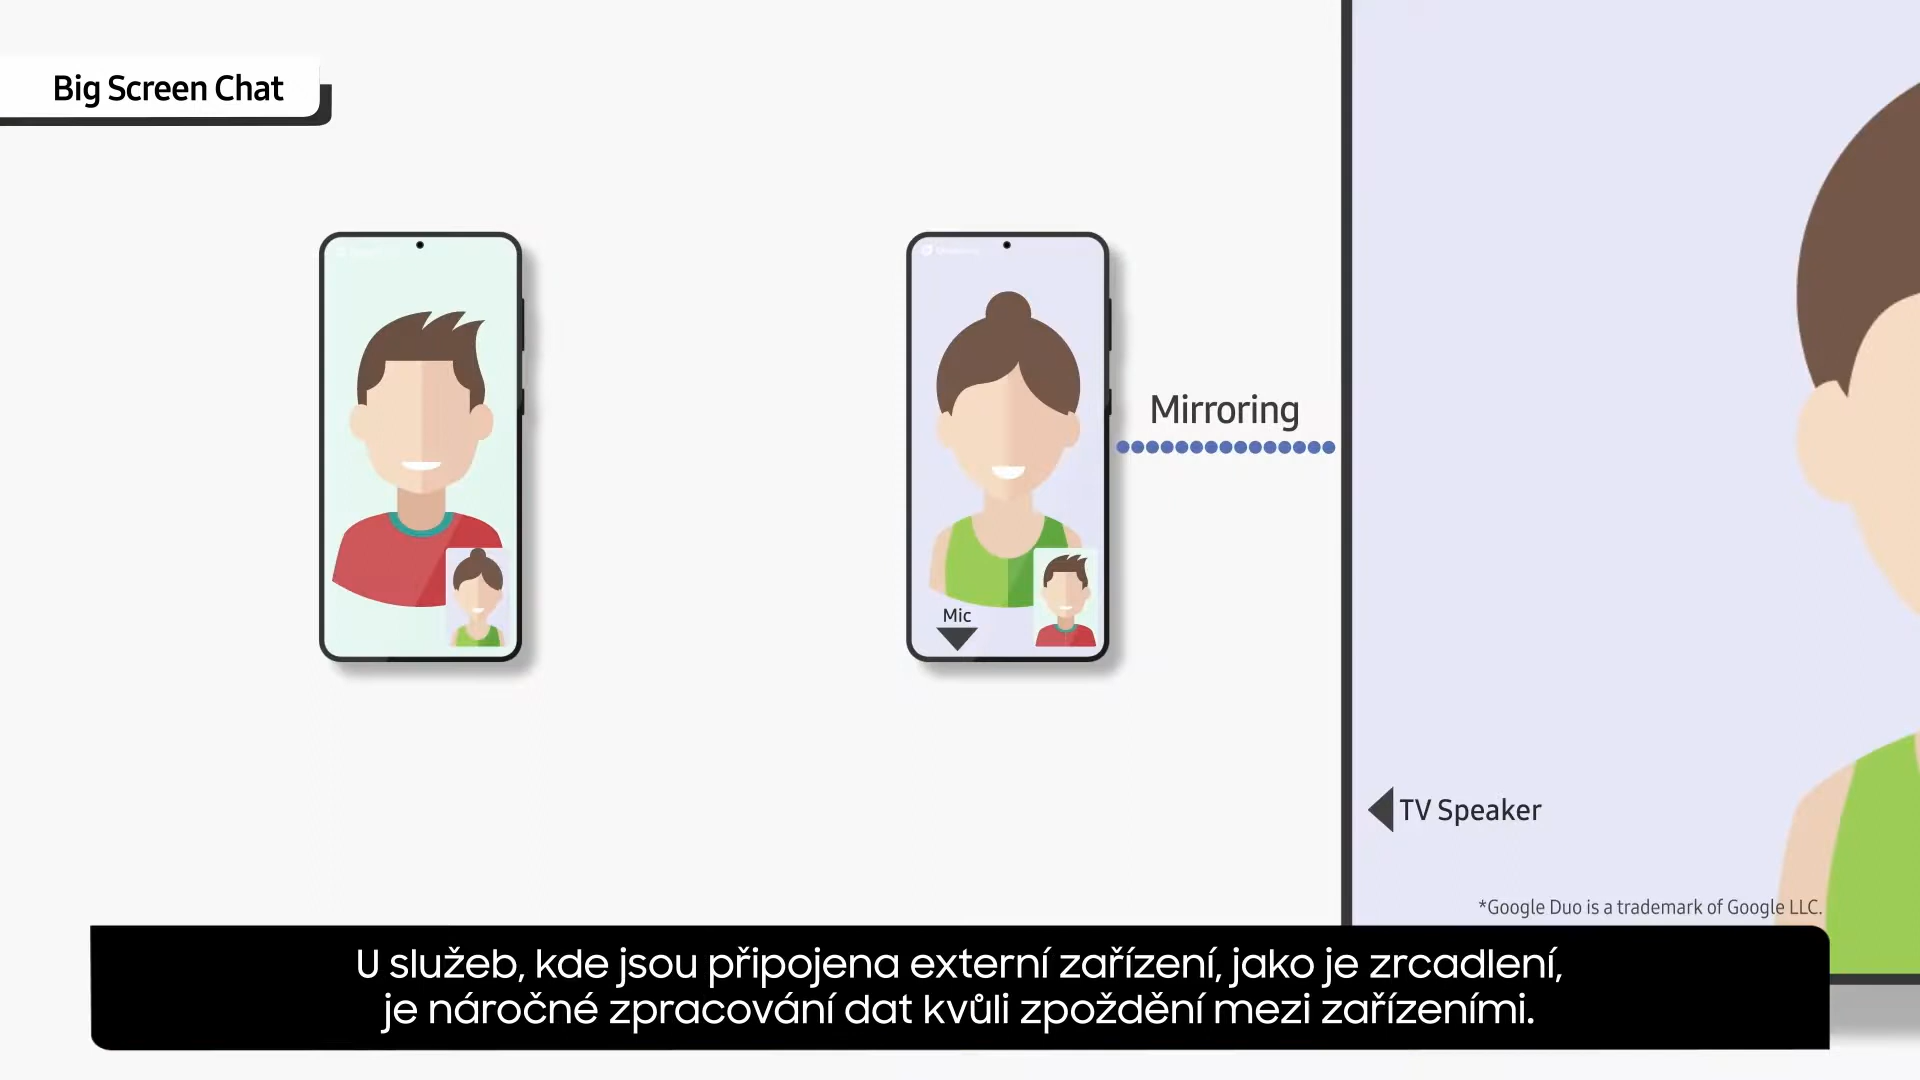 Big Screen Chat
Mirroring
Mic
TV Speaker
*Google Duo is a trademark of Google LLC.
U služeb, kde jsou připojena externí zařízení, jako je zrcadlení,
je náročné zpracování dat kvůli zpoždění mezi zařízeními.